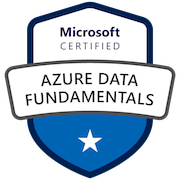 Microsoft
CERTIFIED
AZURE DATA
FUNDAMENTALS